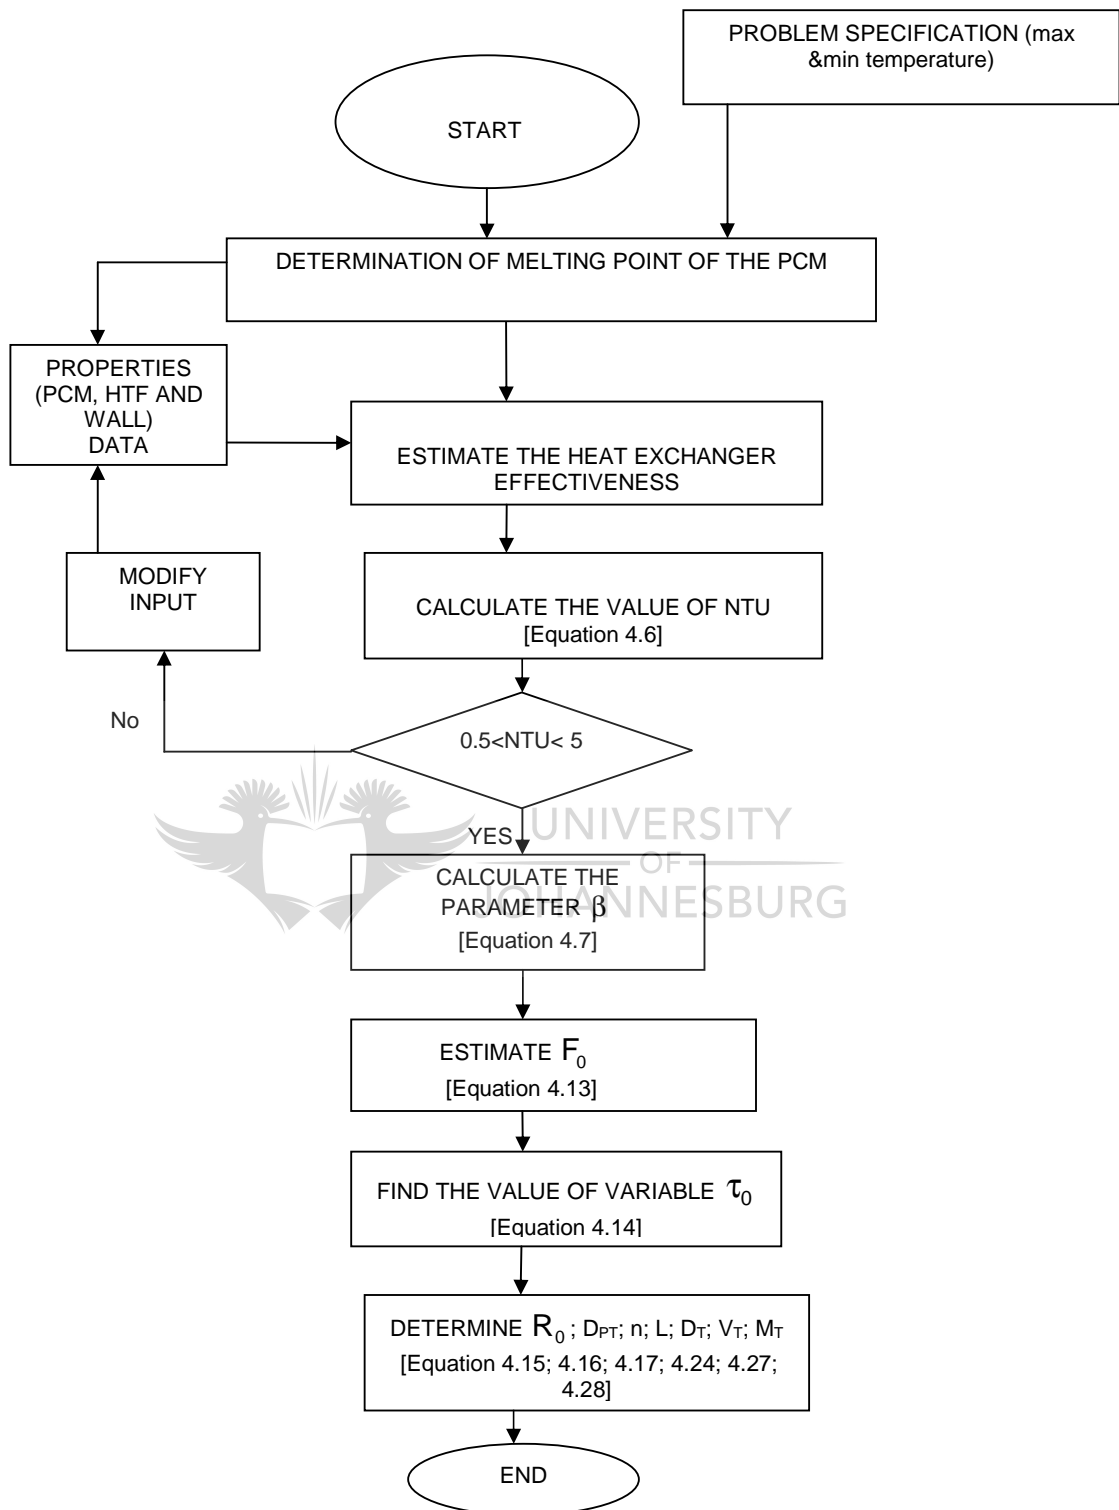 PROBLEM SPECIFICATION (max
&min temperature)
START
DETERMINATION OF MELTING POINT OF THE PCM
PROPERTIES
(PCM, HTF AND
WALL)
DATA
ESTIMATE THE HEAT EXCHANGER
EFFECTIVENESS
MODIFY
INPUT
CALCULATE THE VALUE OF NTU
[Equation 4.6]
No
0.5<NTU< 5
YES
UNIVERSITY
OF
JOHANNESBURG
CALCULATE THE
PARAMETER β
[Equation 4.7]
ESTIMATE F₀
[Equation 4.13]
FIND THE VALUE OF VARIABLE τ₀
[Equation 4.14]
DETERMINE R₀ ; DPT; n; L; DT; VT; MT
[Equation 4.15; 4.16; 4.17; 4.24; 4.27;
4.28]
END